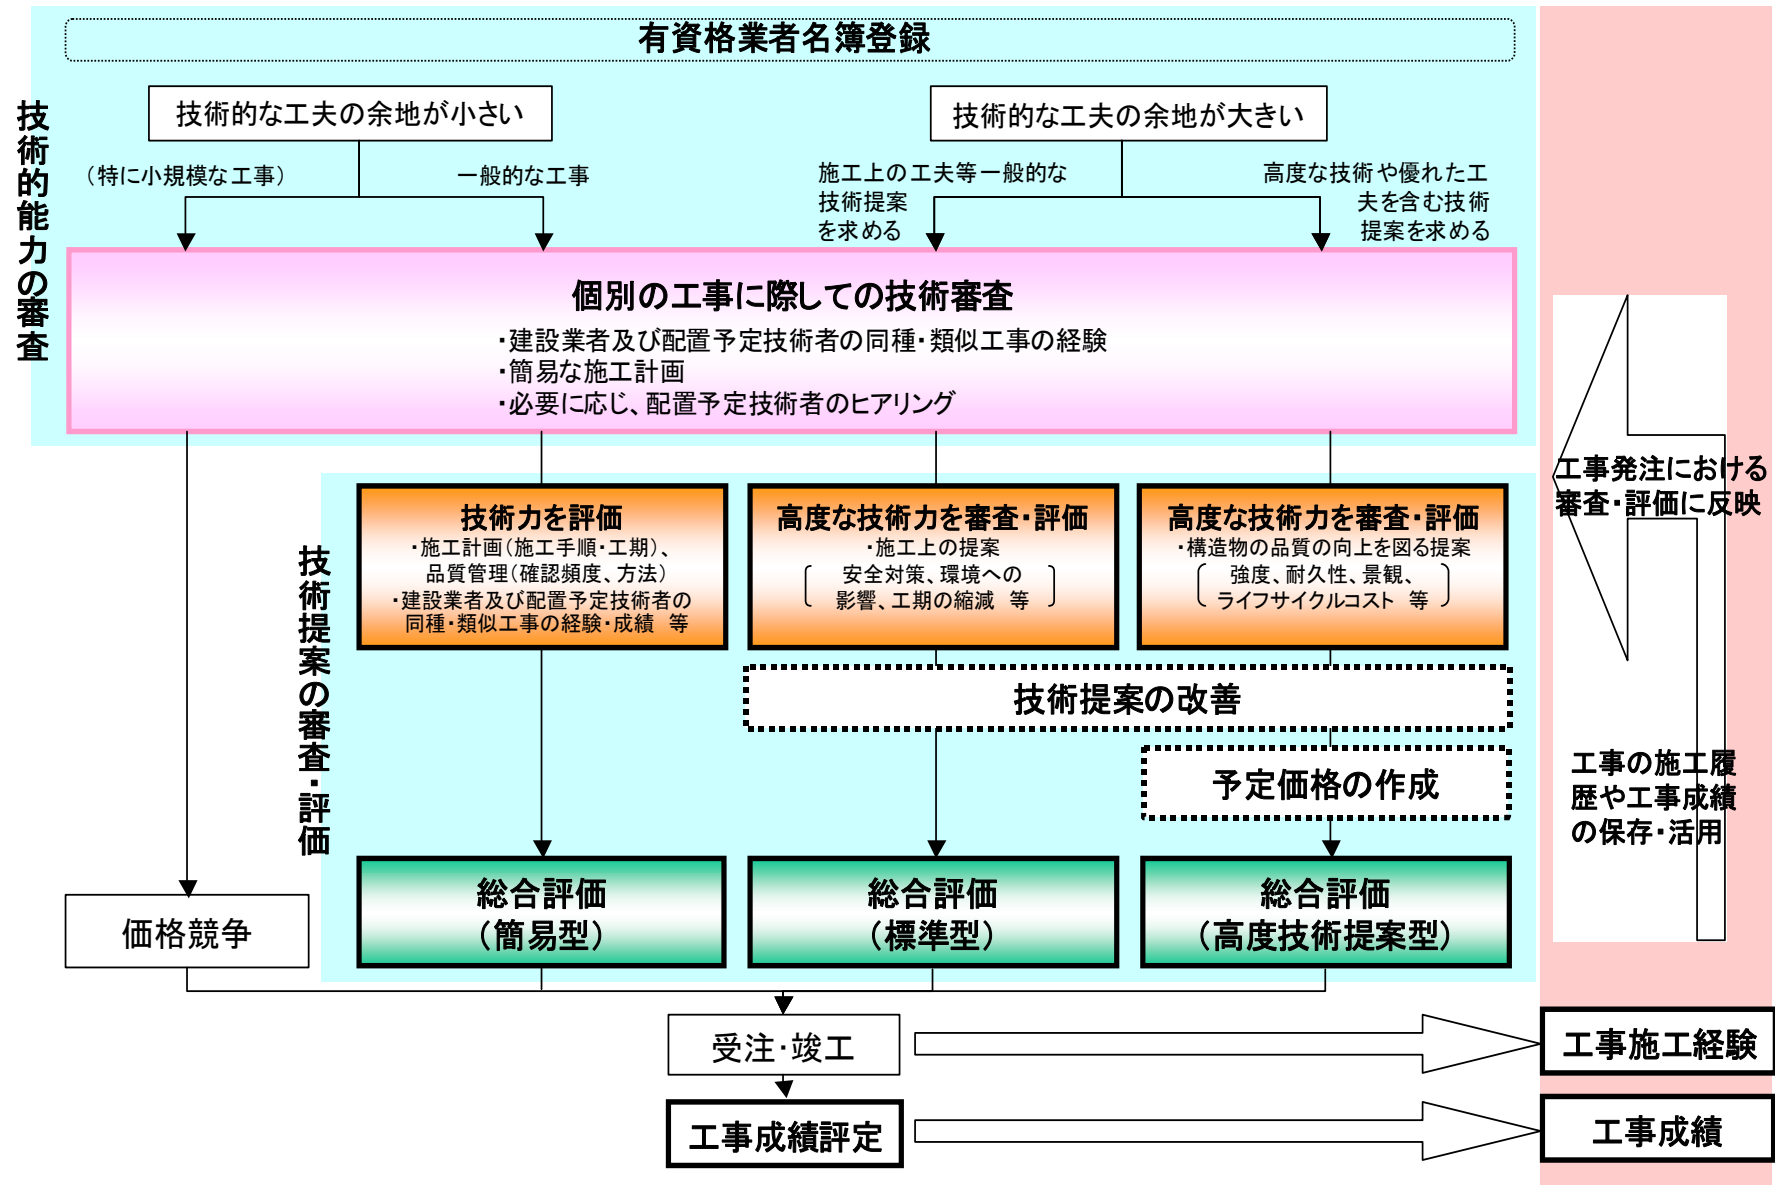 有資格業者名簿登録
技術的能力の審査
技術的な工夫の余地が小さい
技術的な工夫の余地が大きい
（特に小規模な工事）
一般的な工事
施工上の工夫等一般的な
技術提案
を求める
高度な技術や優れた工
夫を含む技術
提案を求める
個別の工事に際しての技術審査
・建設業者及び配置予定技術者の同種・類似工事の経験
・簡易な施工計画
・必要に応じ、配置予定技術者のヒアリング
工事発注における
審査・評価に反映
技術提案の審査・評価
技術力を評価
・施工計画（施工手順・工期）、
品質管理（確認頻度、方法）
・建設業者及び配置予定技術者の
同種・類似工事の経験・成績　等
高度な技術力を審査・評価
・施工上の提案
安全対策、環境への
影響、工期の縮減　等
高度な技術力を審査・評価
・構造物の品質の向上を図る提案
強度、耐久性、景観、
ライフサイクルコスト　等
技術提案の改善
予定価格の作成
工事の施工履
歴や工事成績
の保存・活用
価格競争
総合評価
（簡易型）
総合評価
（標準型）
総合評価
（高度技術提案型）
受注・竣工
工事施工経験
工事成績評定
工事成績